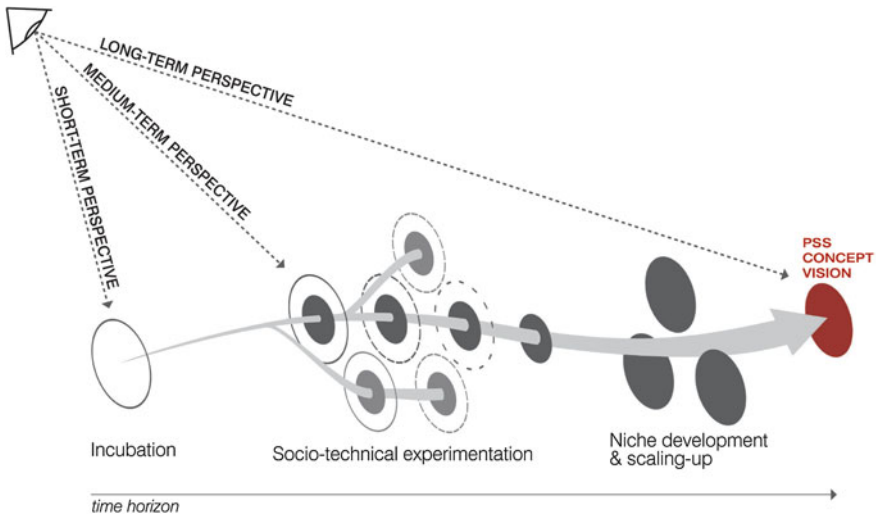 LONG-TERM PERSPECTIVE
MEDIUM-TERM PERSPECTIVE
SHORT-TERM PERSPECTIVE
PSS
CONCEPT
VISION
Incubation
Socio-technical experimentation
Niche development
& scaling-up
time horizon